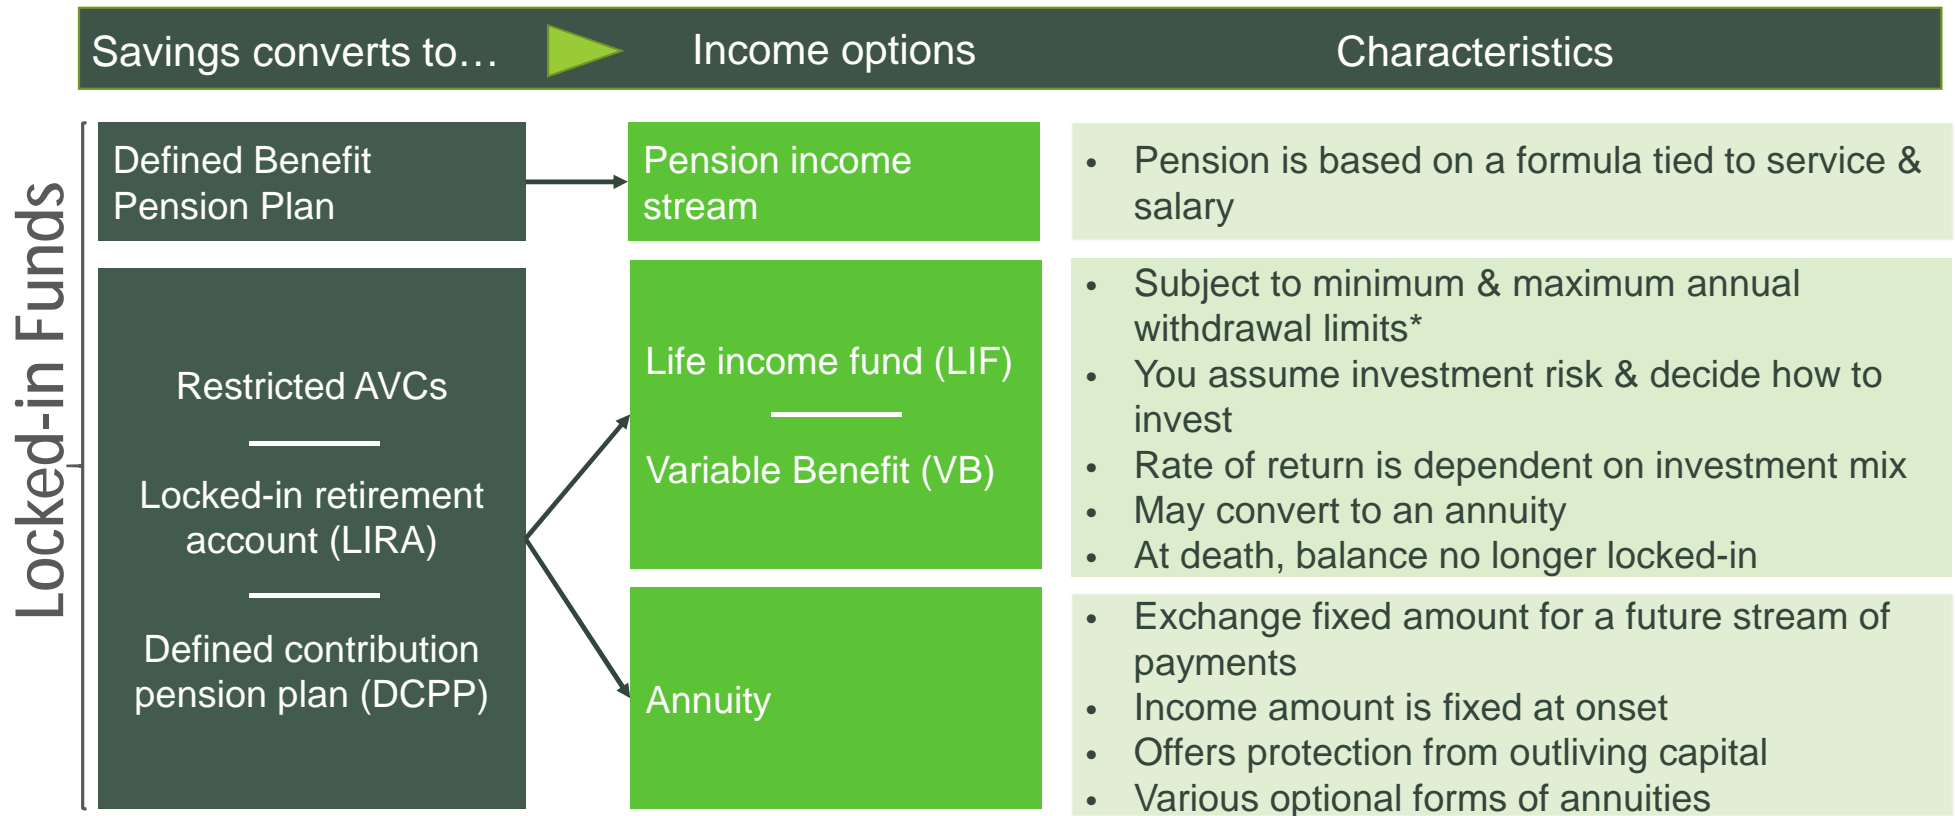 Savings converts to…
Income options
Characteristics
Locked-in Funds
Defined Benefit
Pension Plan
Pension income
stream
• Pension is based on a formula tied to service &
salary
Restricted AVCs
Locked-in retirement
account (LIRA)
Defined contribution
pension plan (DCPP)
Life income fund (LIF)
Variable Benefit (VB)
• Subject to minimum & maximum annual
withdrawal limits*
• You assume investment risk & decide how to
invest
• Rate of return is dependent on investment mix
• May convert to an annuity
• At death, balance no longer locked-in
Annuity
• Exchange fixed amount for a future stream of
payments
• Income amount is fixed at onset
• Offers protection from outliving capital
• Various optional forms of annuities